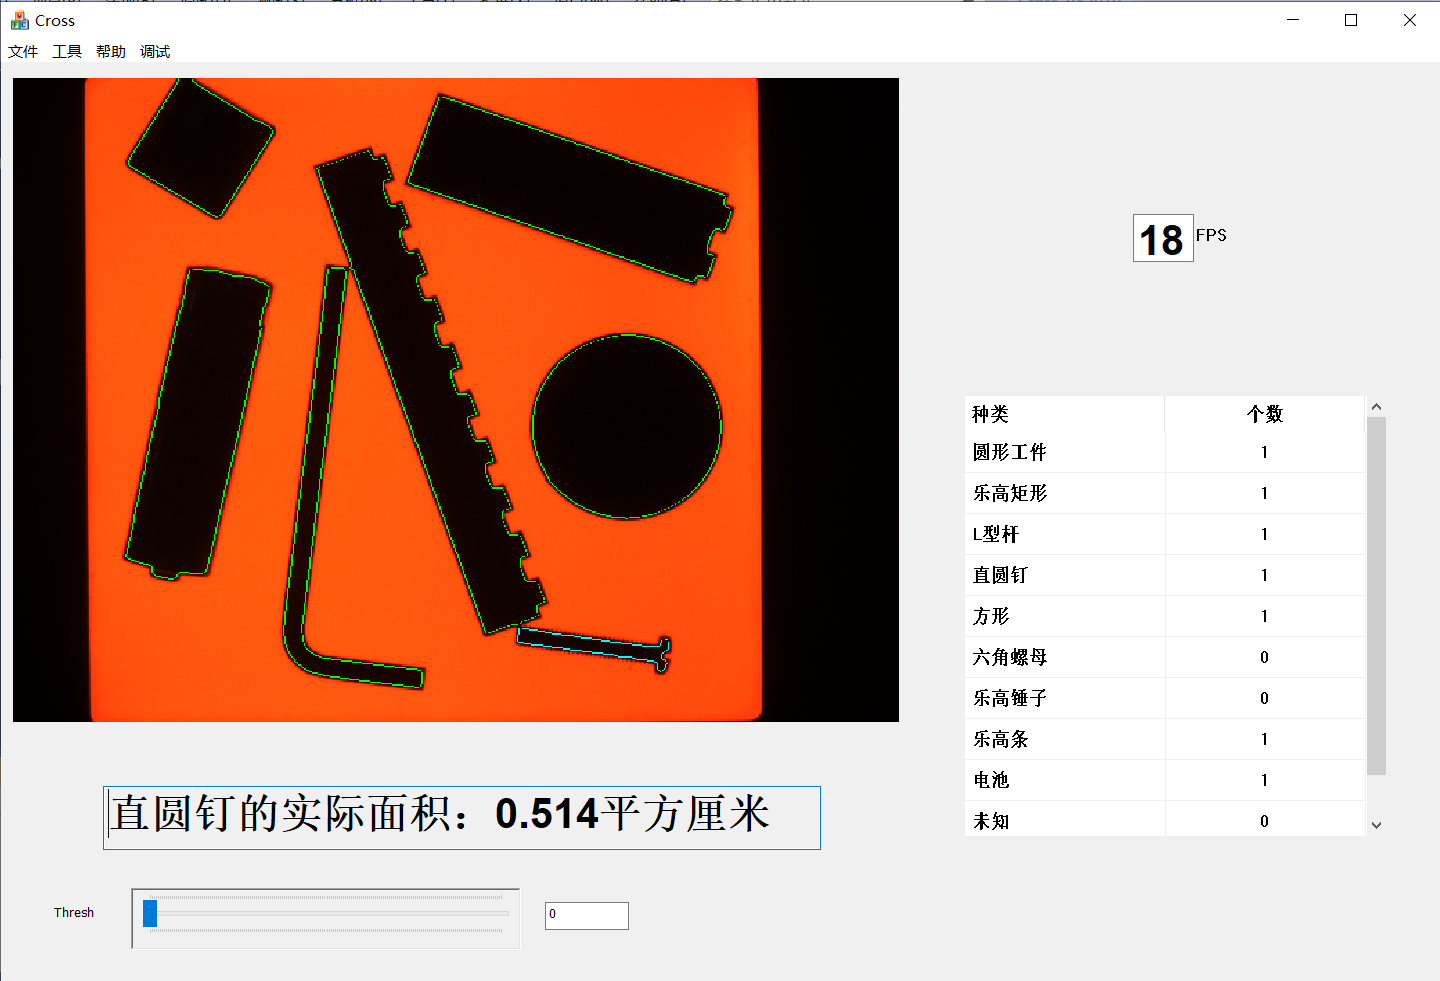 Cross
文件 工具 帮助 调试
18 FPS
种类 个数
圆形工件 1
乐高矩形 1
L型杆 1
直圆钉 1
方形 1
六角螺母 0
乐高锤子 0
乐高条 1
电池 1
未知 0
直圆钉的实际面积：0.514平方厘米
Thresh 0